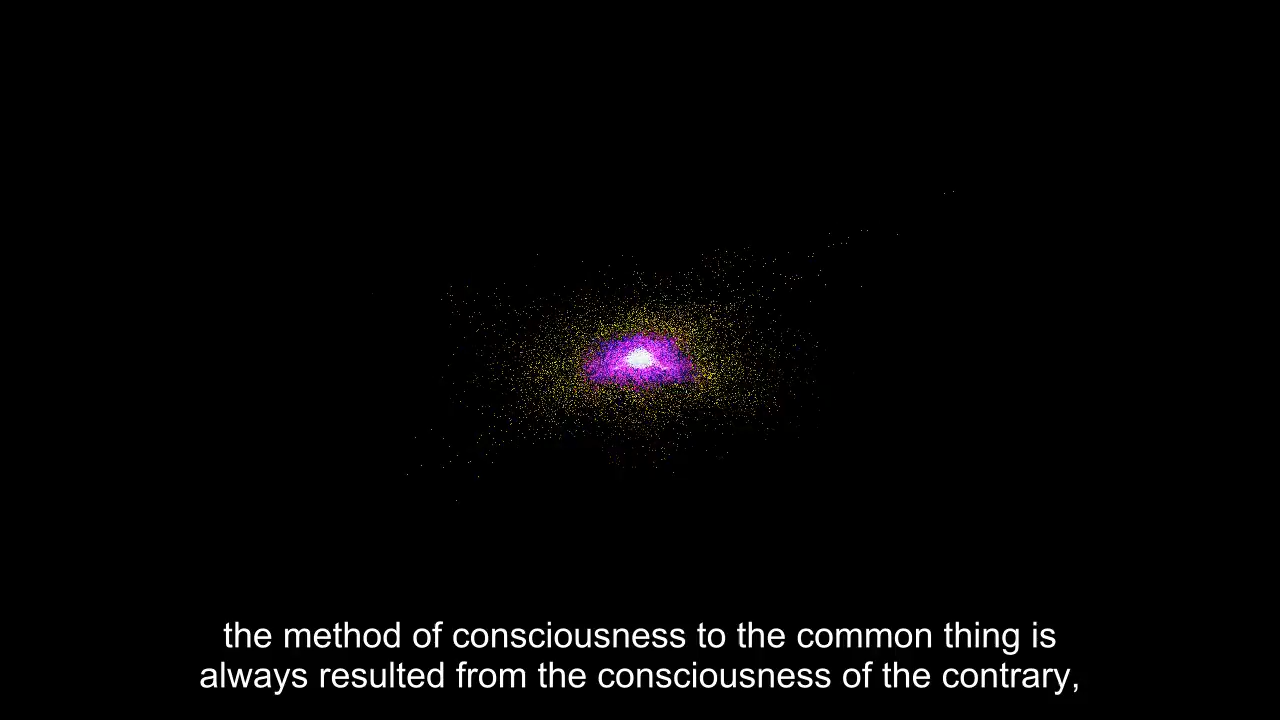 the method of consciousness to the common thing is
always resulted from the consciousness of the contrary,